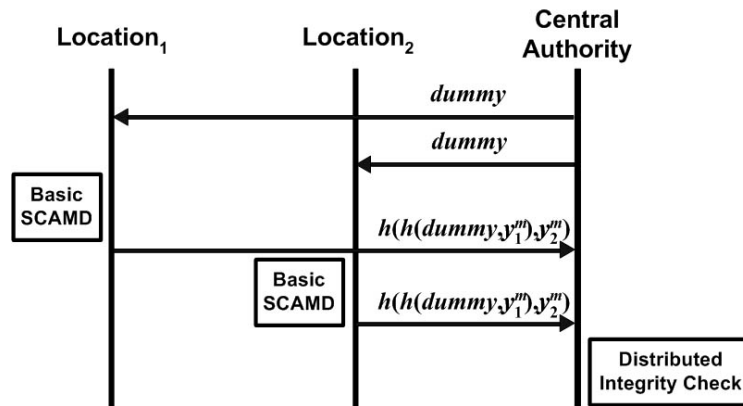 Location₁ Location₂ Central
Authority
dummy
dummy
Basic
SCAMD
h(h(dummy,y₁ᵐ),y₂ᵐ)
Basic
SCAMD
h(h(dummy,y₁ᵐ),y₂ᵐ)
Distributed
Integrity Check